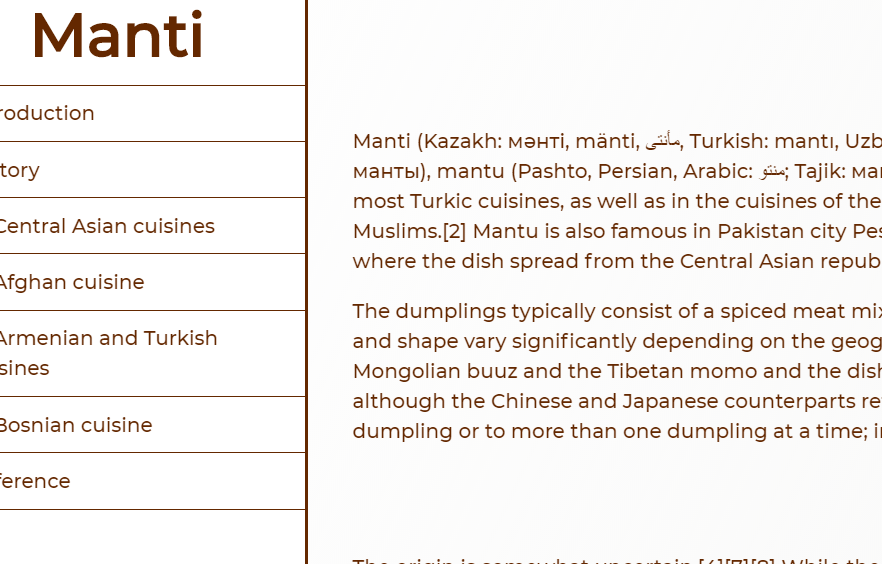 Manti
roduction
tory
Central Asian cuisines
Afghan cuisine
Armenian and Turkish
sines
Bosnian cuisine
ference
Manti (Kazakh: мәнті, mänti, مأنتى, Turkish: mantı, Uzb
манты), mantu (Pashto, Persian, Arabic: منتو; Tajik: ман
most Turkic cuisines, as well as in the cuisines of the
Muslims.[2] Mantu is also famous in Pakistan city Pes
where the dish spread from the Central Asian repub
The dumplings typically consist of a spiced meat mix
and shape vary significantly depending on the geog
Mongolian buuz and the Tibetan momo and the dish
although the Chinese and Japanese counterparts re
dumpling or to more than one dumpling at a time; i
The origin is somewhat uncertain.[6][7][8] While the